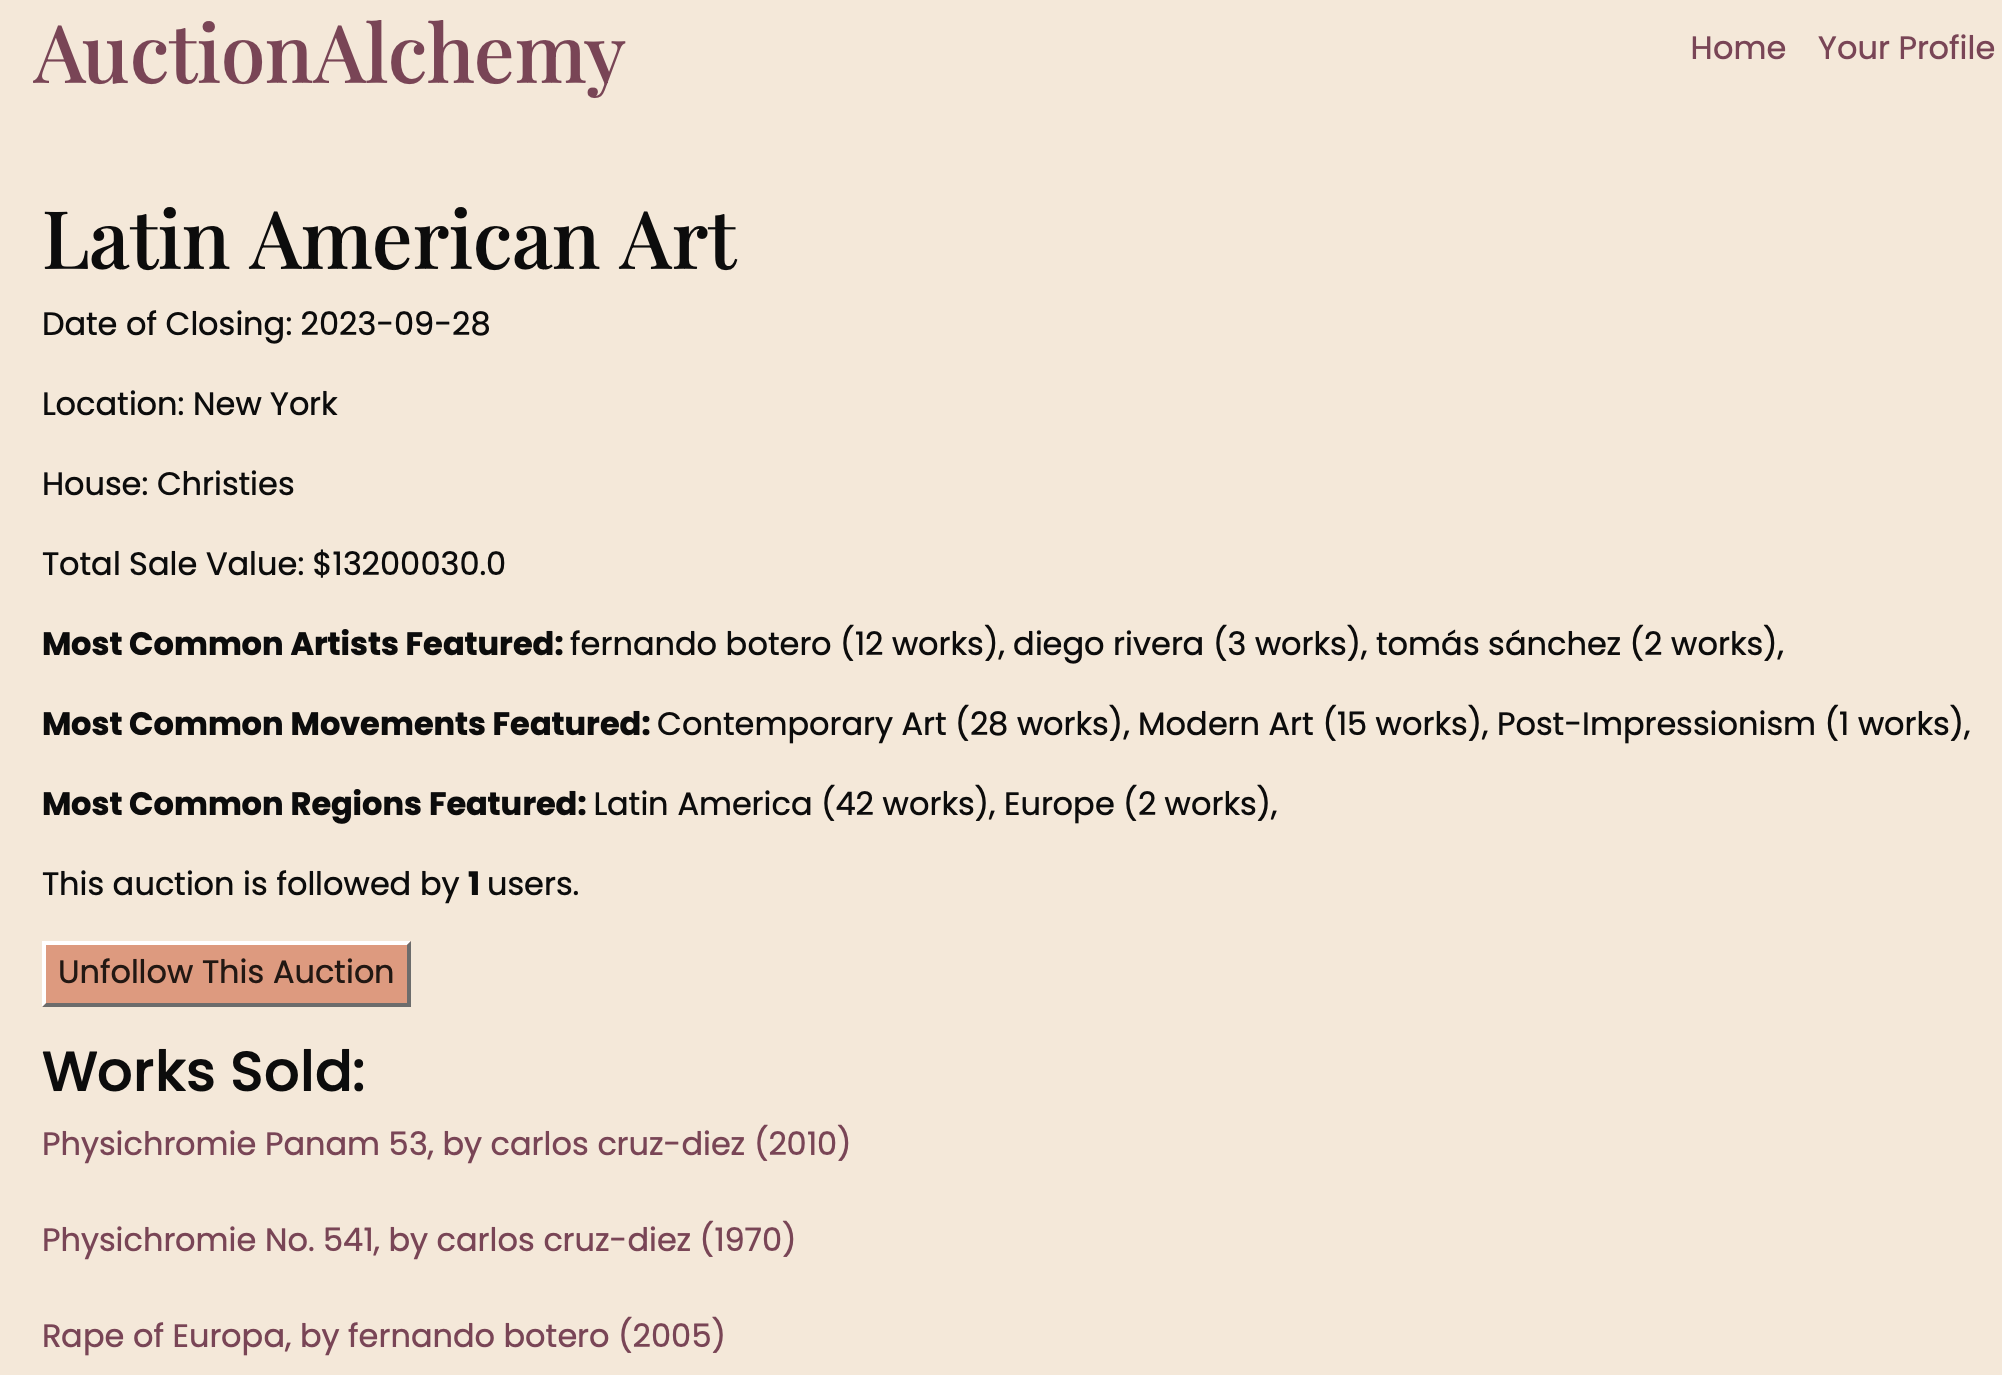 AuctionAlchemy
Home Your Profile
Latin American Art
Date of Closing: 2023-09-28
Location: New York
House: Christies
Total Sale Value: $13200030.0
Most Common Artists Featured: fernando botero (12 works), diego rivera (3 works), tomás sánchez (2 works),
Most Common Movements Featured: Contemporary Art (28 works), Modern Art (15 works), Post-Impressionism (1 works),
Most Common Regions Featured: Latin America (42 works), Europe (2 works),
This auction is followed by 1 users.
Unfollow This Auction
Works Sold:
Physichromie Panam 53, by carlos cruz-diez (2010)
Physichromie No. 541, by carlos cruz-diez (1970)
Rape of Europa, by fernando botero (2005)